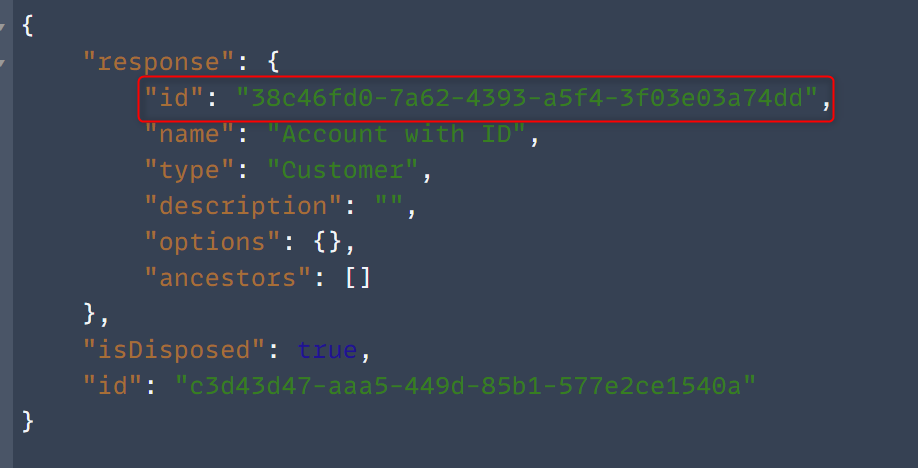 {
    "response": {
        "id": "38c46fd0-7a62-4393-a5f4-3f03e03a74dd",
        "name": "Account with ID",
        "type": "Customer",
        "description": "",
        "options": {},
        "ancestors": []
    },
    "isDisposed": true,
    "id": "c3d43d47-aaa5-449d-85b1-577e2ce1540a"
}